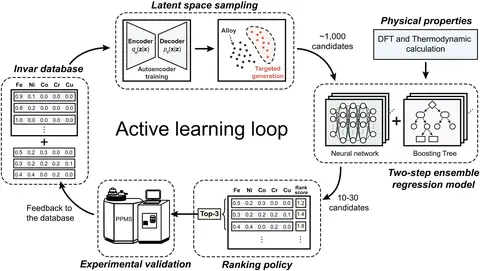 Latent space sampling
Encoder
qφ(z|x)
Decoder
pθ(x|z)
Autoencoder
training
Alloy
Targeted
generation
~1,000
candidates
Physical properties
DFT and Thermodynamic
calculation
Neural network
+
Boosting Tree
Two-step ensemble
regression model
10-30
candidates
Fe Ni Co Cr Cu Rank
score
0.5 0.2 0.3 0.0 0.0 1.2
0.3 0.2 0.2 0.2 0.1 1.4
0.4 0.4 0.0 0.2 0.0 1.8
Ranking policy
Top-3
PPMS
Experimental validation
Feedback to
the database
Invar database
Fe Ni Co Cr Cu
0.9 0.1 0.0 0.0 0.0
0.8 0.2 0.0 0.0 0.0
1.0 0.0 0.0 0.0 0.0
+
0.5 0.2 0.3 0.0 0.0
0.3 0.2 0.2 0.2 0.1
0.4 0.4 0.0 0.2 0.0
Active learning loop